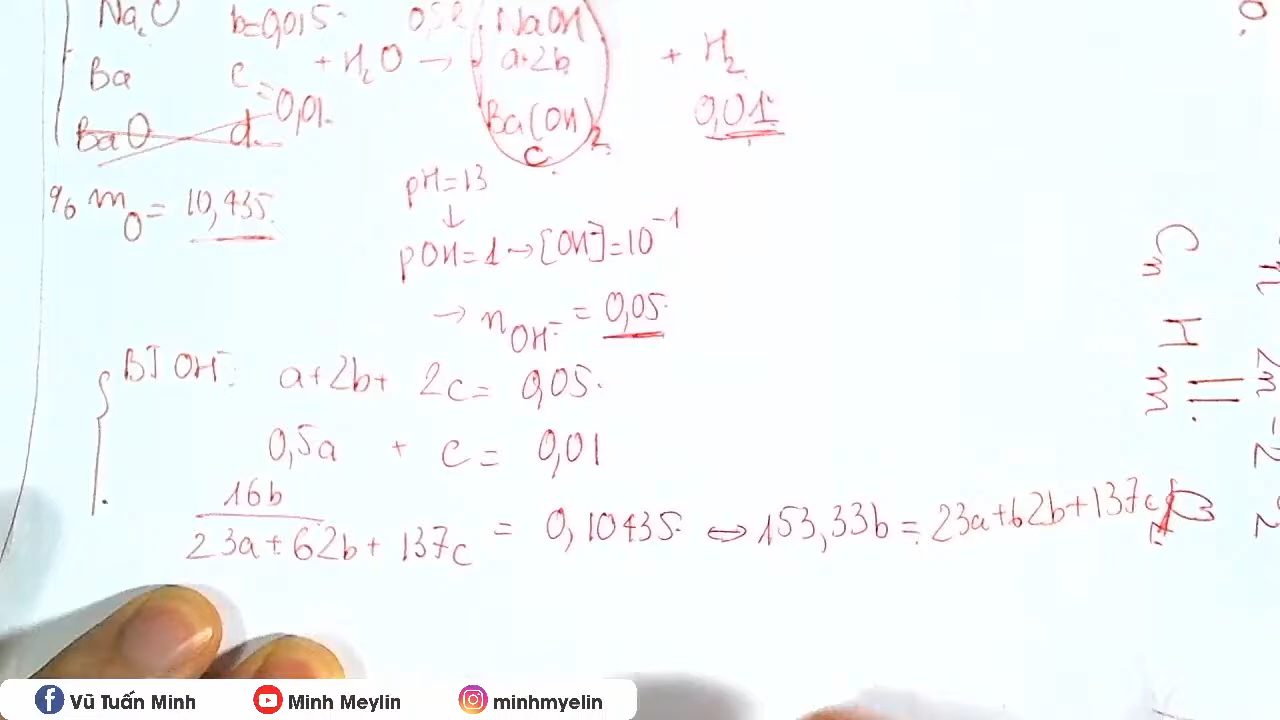 Na₂O b=0,015 0,5l NaOH
Ba c=0,01 + H₂O → a+2b + H₂
BaO d Ba(OH)₂ 0,01
c
pH=13
% mO = 10,435
↓
pOH=1 → [OH⁻]=10⁻¹
→ nOH⁻ = 0,05
BT OH⁻: a+2b+ 2c= 0,05
0,5a + c = 0,01
16b
23a+62b+ 137c = 0,10435 ⇔ 153,33b = 23a+62b+137c
Vũ Tuấn Minh Minh Meylin minhmyelin